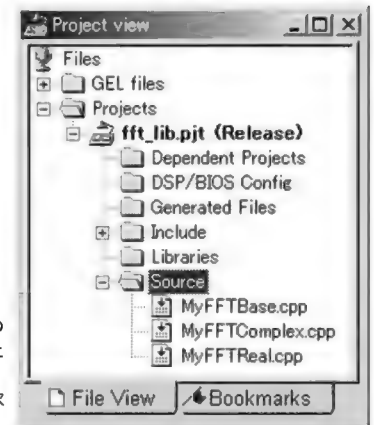 Project view
Files
GEL files
Projects
fft_lib.pjt (Release)
Dependent Projects
DSP/BIOS Config
Generated Files
Include
Libraries
Source
MyFFTBase.cpp
MyFFTComplex.cpp
MyFFTReal.cpp
File View Bookmarks